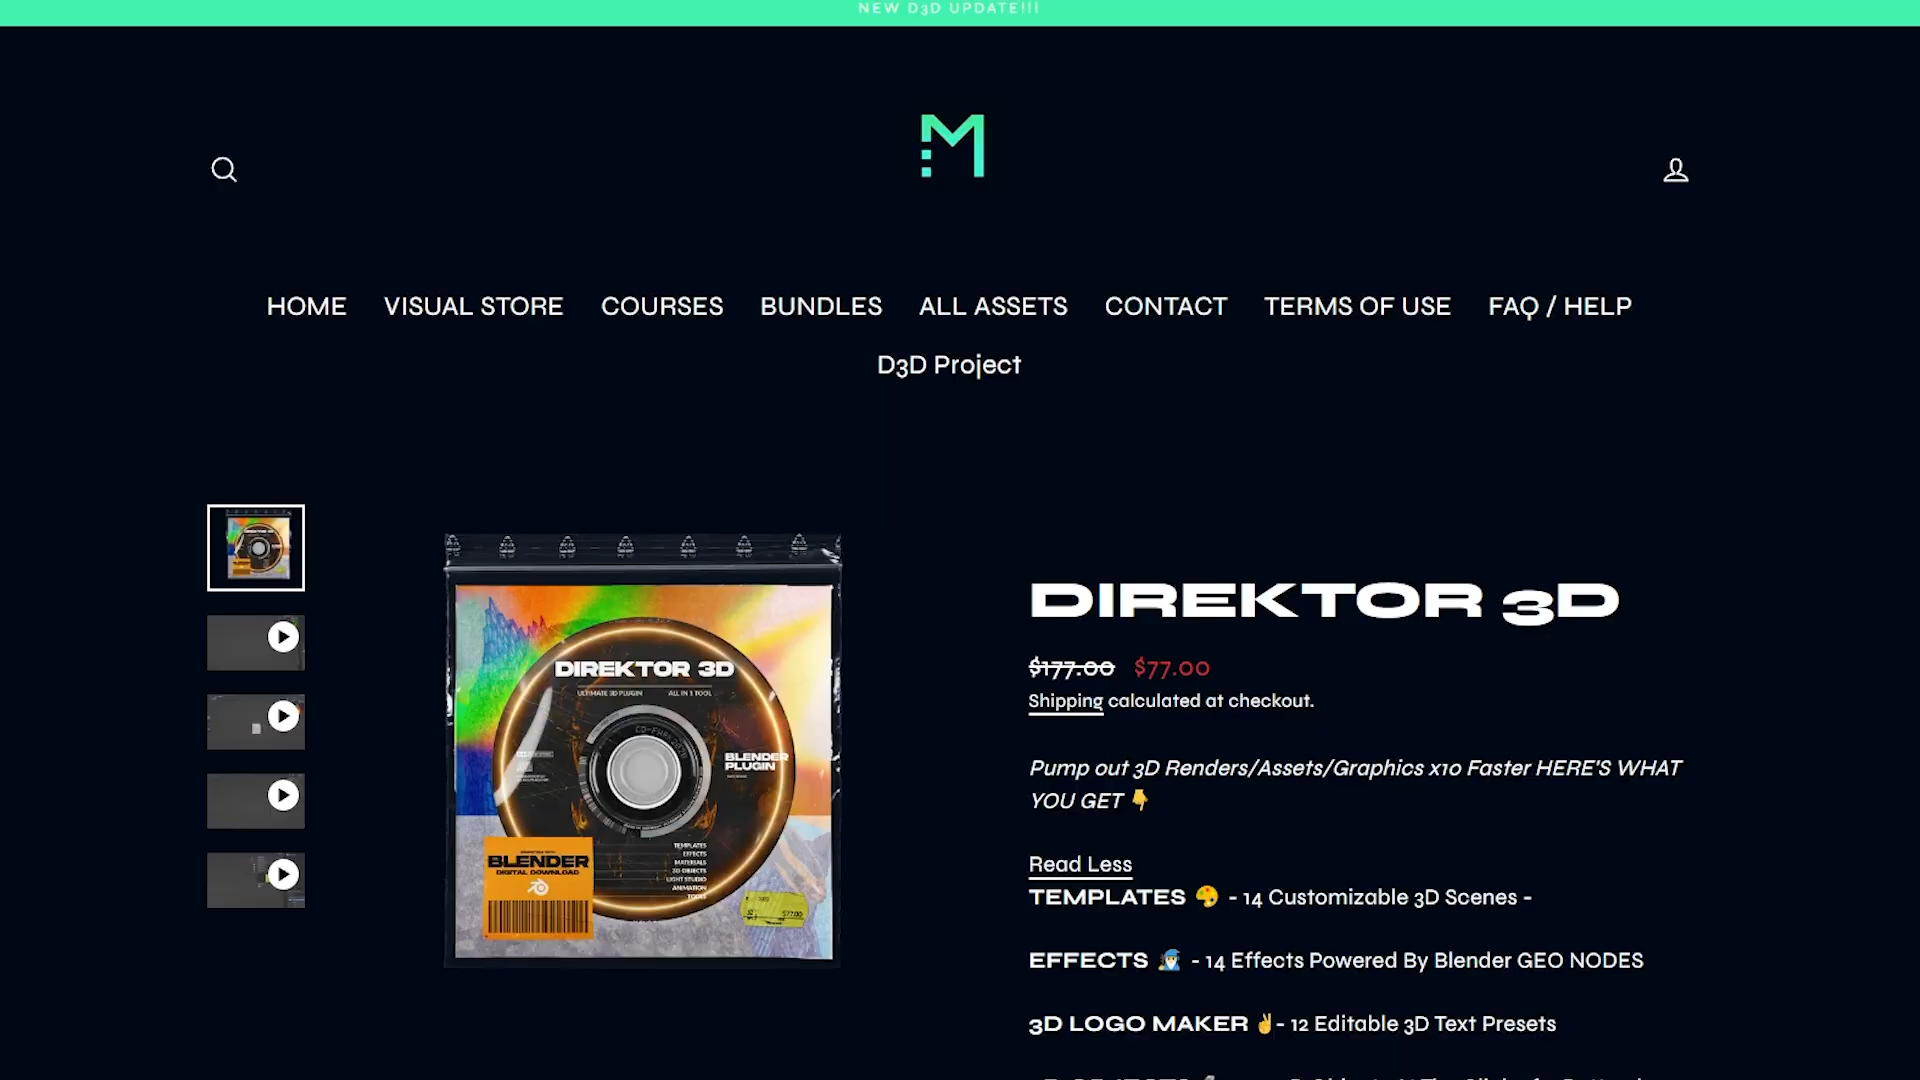 NEW D3D UPDATE!!!
M
HOME VISUAL STORE COURSES BUNDLES ALL ASSETS CONTACT TERMS OF USE FAQ / HELP
D3D Project
DIREKTOR 3D
ULTIMATE 3D PLUGIN ALL IN 1 TOOL
BLENDER
PLUGIN
TEMPLATES
EFFECTS
MATERIALS
3D OBJECTS
LIGHT STUDIO
ANIMATION
TOOLS
BLENDER
DIGITAL DOWNLOAD
$77.00
DIREKTOR 3D
$177.00 $77.00
Shipping calculated at checkout.
Pump out 3D Renders/Assets/Graphics x10 Faster HERE'S WHAT
YOU GET 👇
Read Less
TEMPLATES 🎨 - 14 Customizable 3D Scenes -
EFFECTS 🧙‍♂️ - 14 Effects Powered By Blender GEO NODES
3D LOGO MAKER ✌️- 12 Editable 3D Text Presets